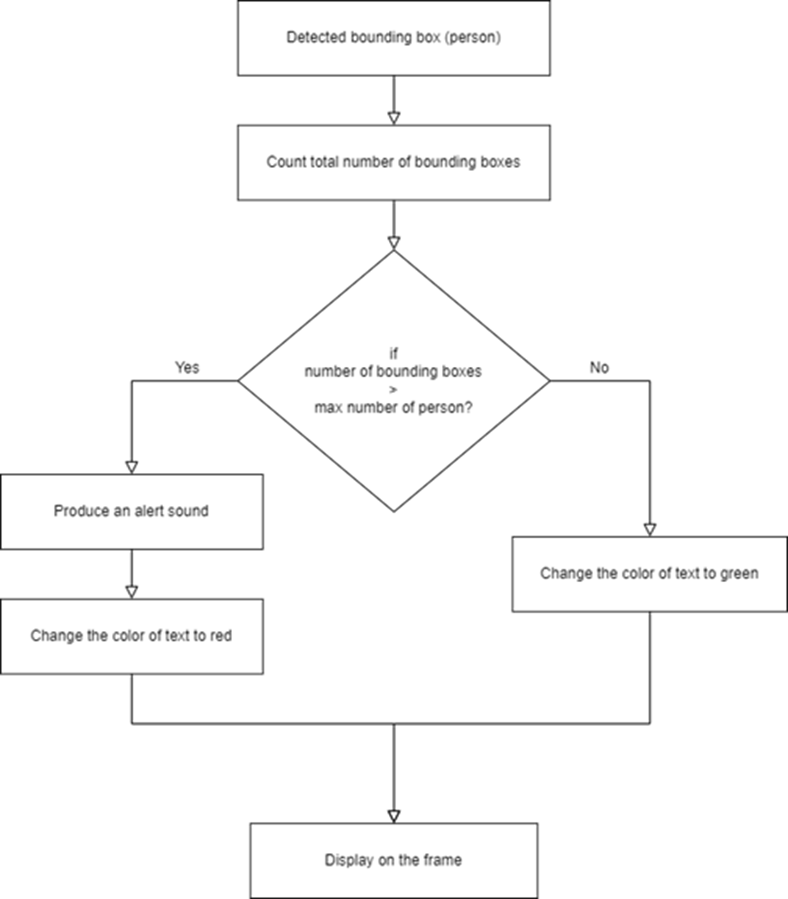 Detected bounding box (person)
Count total number of bounding boxes
if
number of bounding boxes
>
max number of person?
Yes
No
Produce an alert sound
Change the color of text to green
Change the color of text to red
Display on the frame